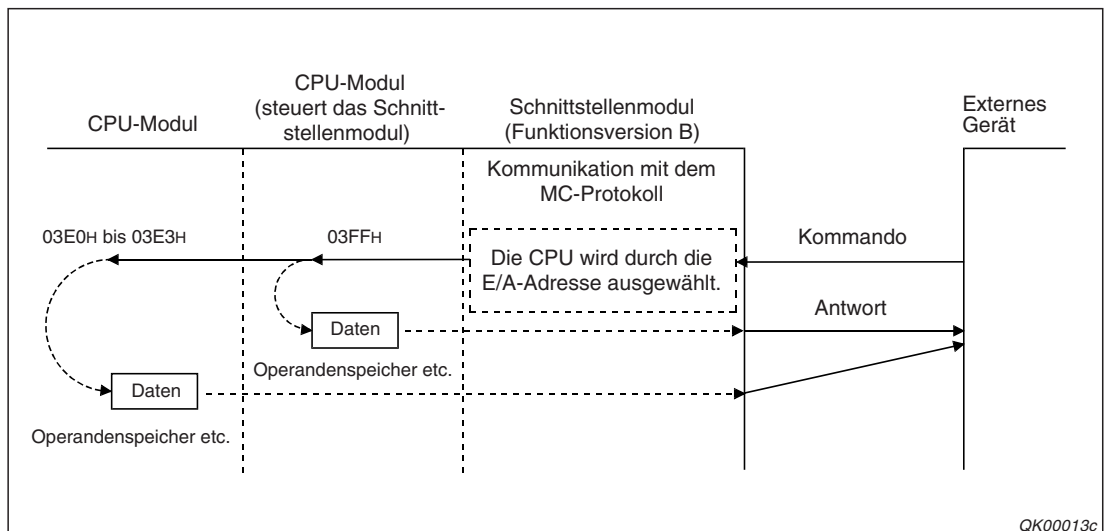 CPU-Modul
CPU-Modul
(steuert das Schnitt-
stellenmodul)
Schnittstellenmodul
(Funktionsversion B)
Externes
Gerät
Kommunikation mit dem
MC-Protokoll
03E0H bis 03E3H
03FFH
Die CPU wird durch die
E/A-Adresse ausgewählt.
Kommando
Antwort
Daten
Operandenspeicher etc.
Daten
Operandenspeicher etc.
QK00013c